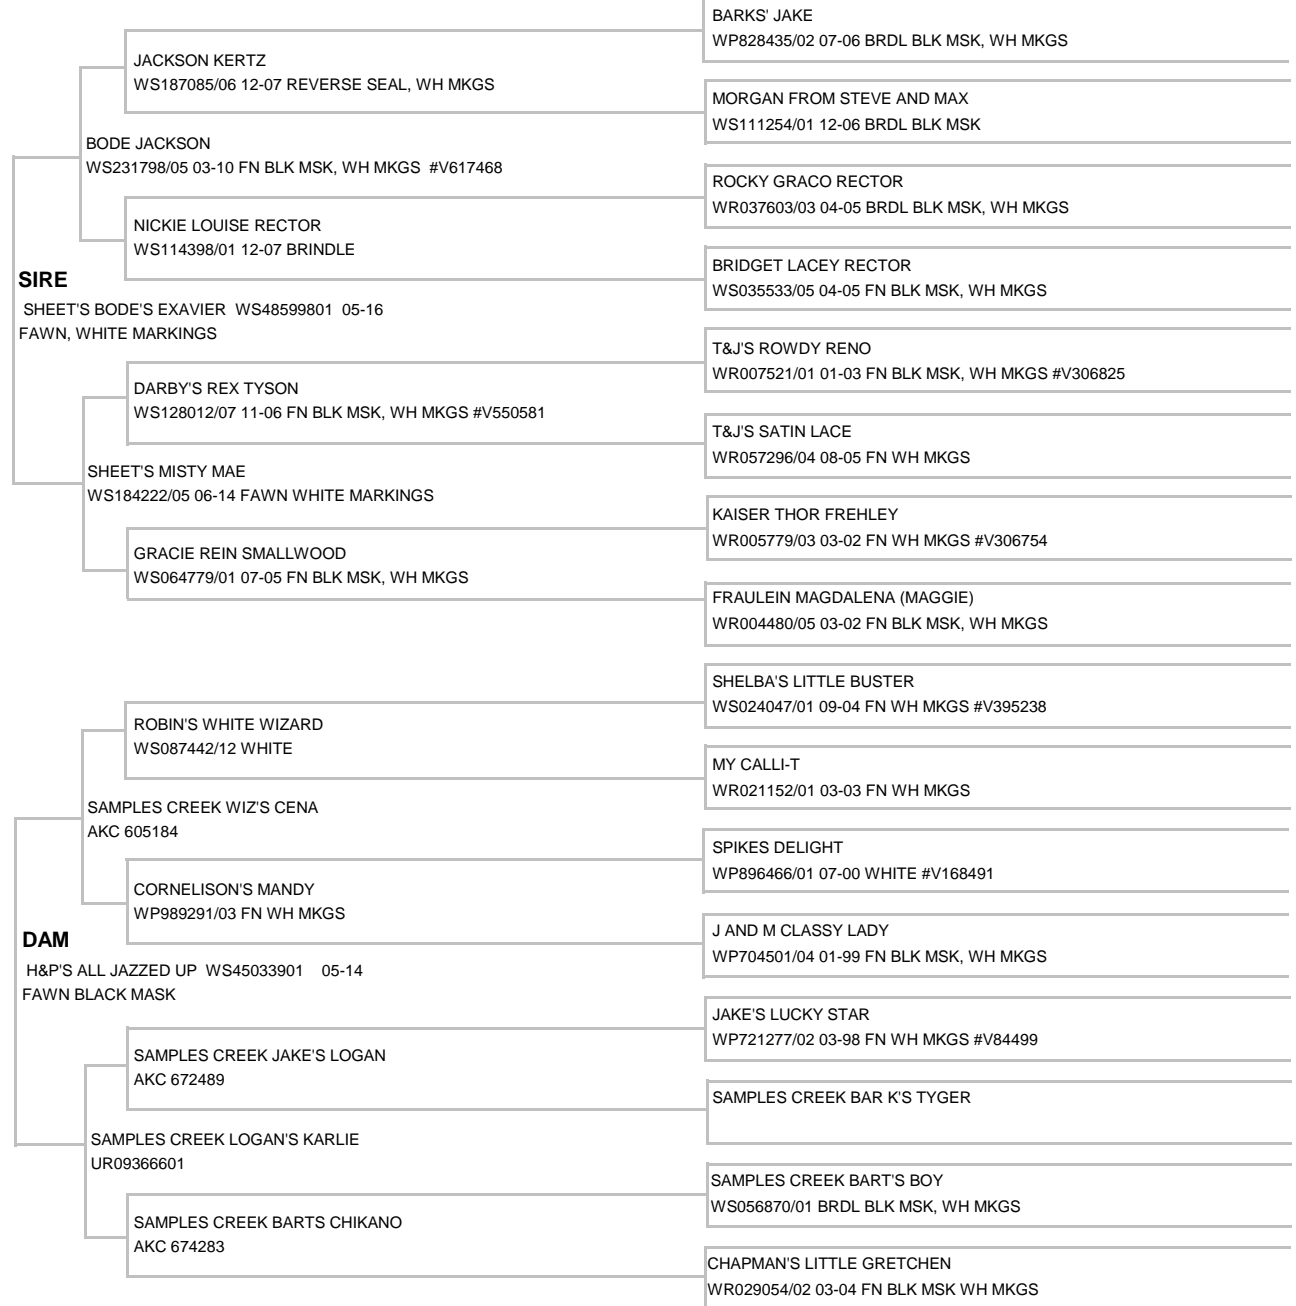 BARKS' JAKE
WP828435/02 07-06 BRDL BLK MSK, WH MKGS
JACKSON KERTZ
WS187085/06 12-07 REVERSE SEAL, WH MKGS
MORGAN FROM STEVE AND MAX
WS111254/01 12-06 BRDL BLK MSK
BODE JACKSON
WS231798/05 03-10 FN BLK MSK, WH MKGS #V617468
ROCKY GRACO RECTOR
WR037603/03 04-05 BRDL BLK MSK, WH MKGS
NICKIE LOUISE RECTOR
WS114398/01 12-07 BRINDLE
BRIDGET LACEY RECTOR
WS035533/05 04-05 FN BLK MSK, WH MKGS
SIRE
SHEET'S BODE'S EXAVIER WS48599801 05-16
FAWN, WHITE MARKINGS
T&J'S ROWDY RENO
WR007521/01 01-03 FN BLK MSK, WH MKGS #V306825
DARBY'S REX TYSON
WS128012/07 11-06 FN BLK MSK, WH MKGS #V550581
T&J'S SATIN LACE
WR057296/04 08-05 FN WH MKGS
SHEET'S MISTY MAE
WS184222/05 06-14 FAWN WHITE MARKINGS
KAISER THOR FREHLEY
WR005779/03 03-02 FN WH MKGS #V306754
GRACIE REIN SMALLWOOD
WS064779/01 07-05 FN BLK MSK, WH MKGS
FRAULEIN MAGDALENA (MAGGIE)
WR004480/05 03-02 FN BLK MSK, WH MKGS
SHELBA'S LITTLE BUSTER
WS024047/01 09-04 FN WH MKGS #V395238
ROBIN'S WHITE WIZARD
WS087442/12 WHITE
MY CALLI-T
WR021152/01 03-03 FN WH MKGS
SAMPLES CREEK WIZ'S CENA
AKC 605184
SPIKES DELIGHT
WP896466/01 07-00 WHITE #V168491
CORNELISON'S MANDY
WP989291/03 FN WH MKGS
J AND M CLASSY LADY
WP704501/04 01-99 FN BLK MSK, WH MKGS
DAM
H&P'S ALL JAZZED UP WS45033901 05-14
FAWN BLACK MASK
JAKE'S LUCKY STAR
WP721277/02 03-98 FN WH MKGS #V84499
SAMPLES CREEK JAKE'S LOGAN
AKC 672489
SAMPLES CREEK BAR K'S TYGER
SAMPLES CREEK LOGAN'S KARLIE
UR09366601
SAMPLES CREEK BART'S BOY
WS056870/01 BRDL BLK MSK, WH MKGS
SAMPLES CREEK BARTS CHIKANO
AKC 674283
CHAPMAN'S LITTLE GRETCHEN
WR029054/02 03-04 FN BLK MSK WH MKGS